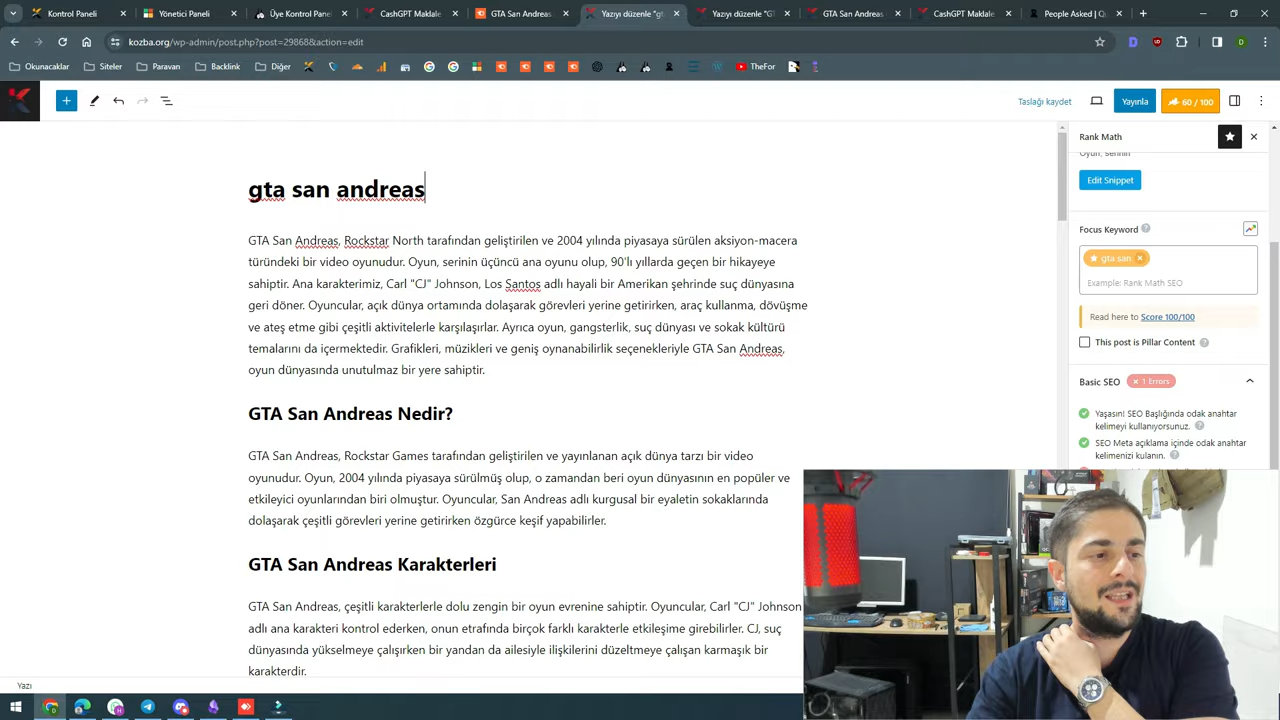 Kontrol Paneli
Yönetici Paneli
Üye Kontrol Panel
CashGPT Maklale
GTA San Andreas
Yazıyı düzenle "gt
Yazıyı düzenle "GT
GTA San Andreas
CashGPT Maklale
People Asked | Qu
kozba.com/wp-admin/post.php?post=29868&action=edit
Okunacaklar
Siteler
Paravan
Backlink
Diğer
TheFor
Taslağı kaydet
Yayınla
60 / 100
gta san andreas
GTA San Andreas, Rockstar North tarafından geliştirilen ve 2004 yılında piyasaya sürülen aksiyon-macera
türündeki bir video oyunudur. Oyun, serinin üçüncü ana oyunu olup, 90'lı yıllarda geçen bir hikayeye
sahiptir. Ana karakterimiz, Carl "CJ" Johnson, Los Santos adlı hayali bir Amerikan şehrinde suç dünyasına
geri döner. Oyuncular, açık dünya ortamında dolaşarak görevleri yerine getirirken, araç kullanma, dövüşme
ve ateş etme gibi çeşitli aktivitelerle karşılaşırlar. Ayrıca oyun, gangsterlik, suç dünyası ve sokak kültürü
temalarını da içermektedir. Grafikleri, müzikleri ve geniş oynanabilirlik seçenekleriyle GTA San Andreas,
oyun dünyasında unutulmaz bir yere sahiptir.
GTA San Andreas Nedir?
GTA San Andreas, Rockstar Games tarafından geliştirilen ve yayınlanan açık dünya tarzı bir video
oyunudur. Oyun, 2004 yılında piyasaya sürülmüş olup, o zamandan beri oyun dünyasının en popüler ve
etkileyici oyunlarından biri olmuştur. Oyuncular, San Andreas adlı kurgusal bir eyaletin sokaklarında
dolaşarak çeşitli görevleri yerine getirirken özgürce keşif yapabilirler.
GTA San Andreas Karakterleri
GTA San Andreas, çeşitli karakterlerle dolu zengin bir oyun evrenine sahiptir. Oyuncular, Carl "CJ" Johnson
adlı ana karakteri kontrol ederken, onun etrafında birçok farklı karakterle etkileşime girebilirler. CJ, suç
dünyasında yükselmeye çalışırken bir yandan da ailesiyle ilişkilerini düzeltmeye çalışan karmaşık bir
karakterdir.
Yazı
Rank Math
Oyun, serinin
Edit Snippet
Focus Keyword
gta san
Example: Rank Math SEO
Read here to Score 100/100
This post is Pillar Content
Basic SEO
1 Errors
Yaşasın! SEO Başlığında odak anahtar
kelimeyi kullanıyorsunuz.
SEO Meta açıklama içinde odak anahtar
kelimenizi kulanın.